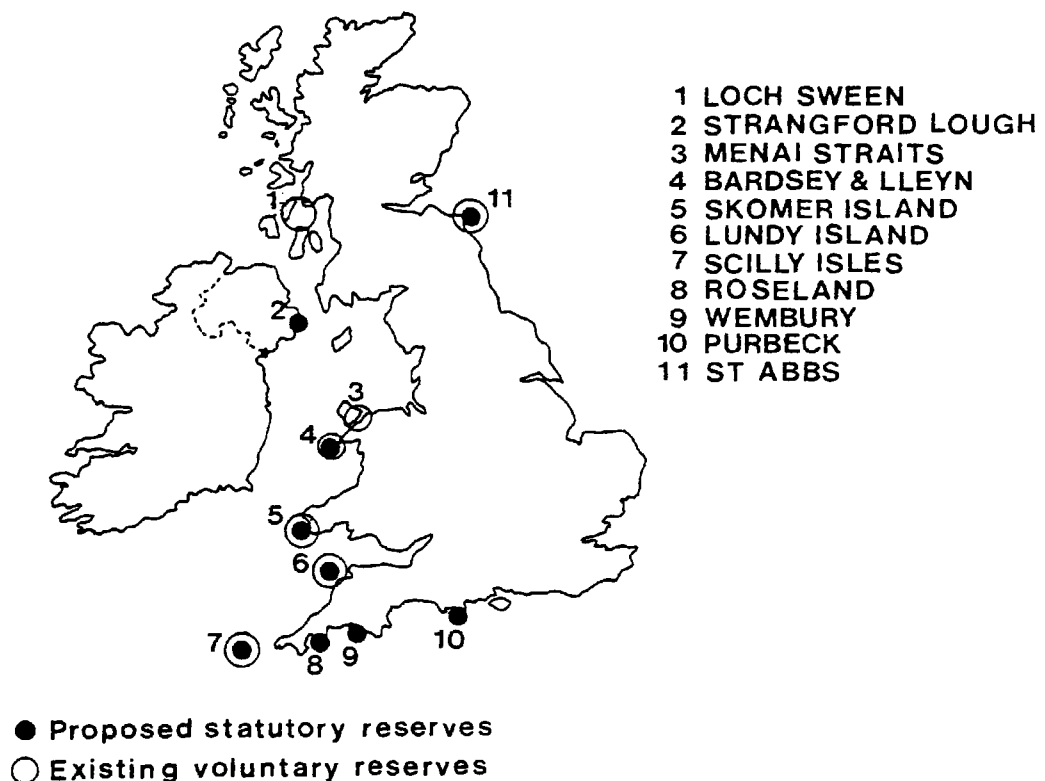 1 LOCH SWEEN
2 STRANGFORD LOUGH
3 MENAI STRAITS
4 BARDSEY & LLEYN
5 SKOMER ISLAND
6 LUNDY ISLAND
7 SCILLY ISLES
8 ROSELAND
9 WEMBURY
10 PURBECK
11 ST ABBS
1
11
2
3
4
5
6
7
8
9
10
Proposed statutory reserves
Existing voluntary reserves